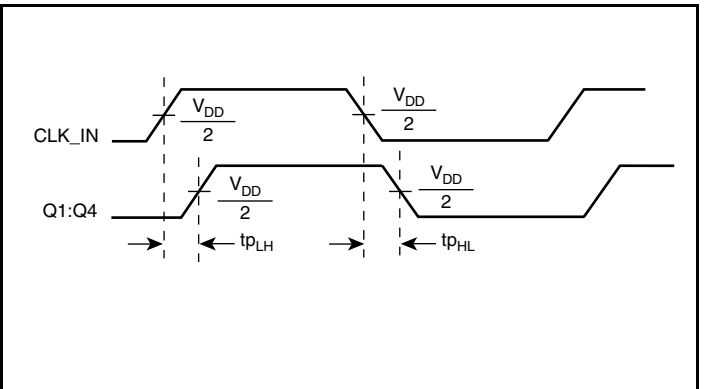 V_DD
2
V_DD
2
CLK_IN
V_DD
2
V_DD
2
Q1:Q4
tp_LH
tp_HL